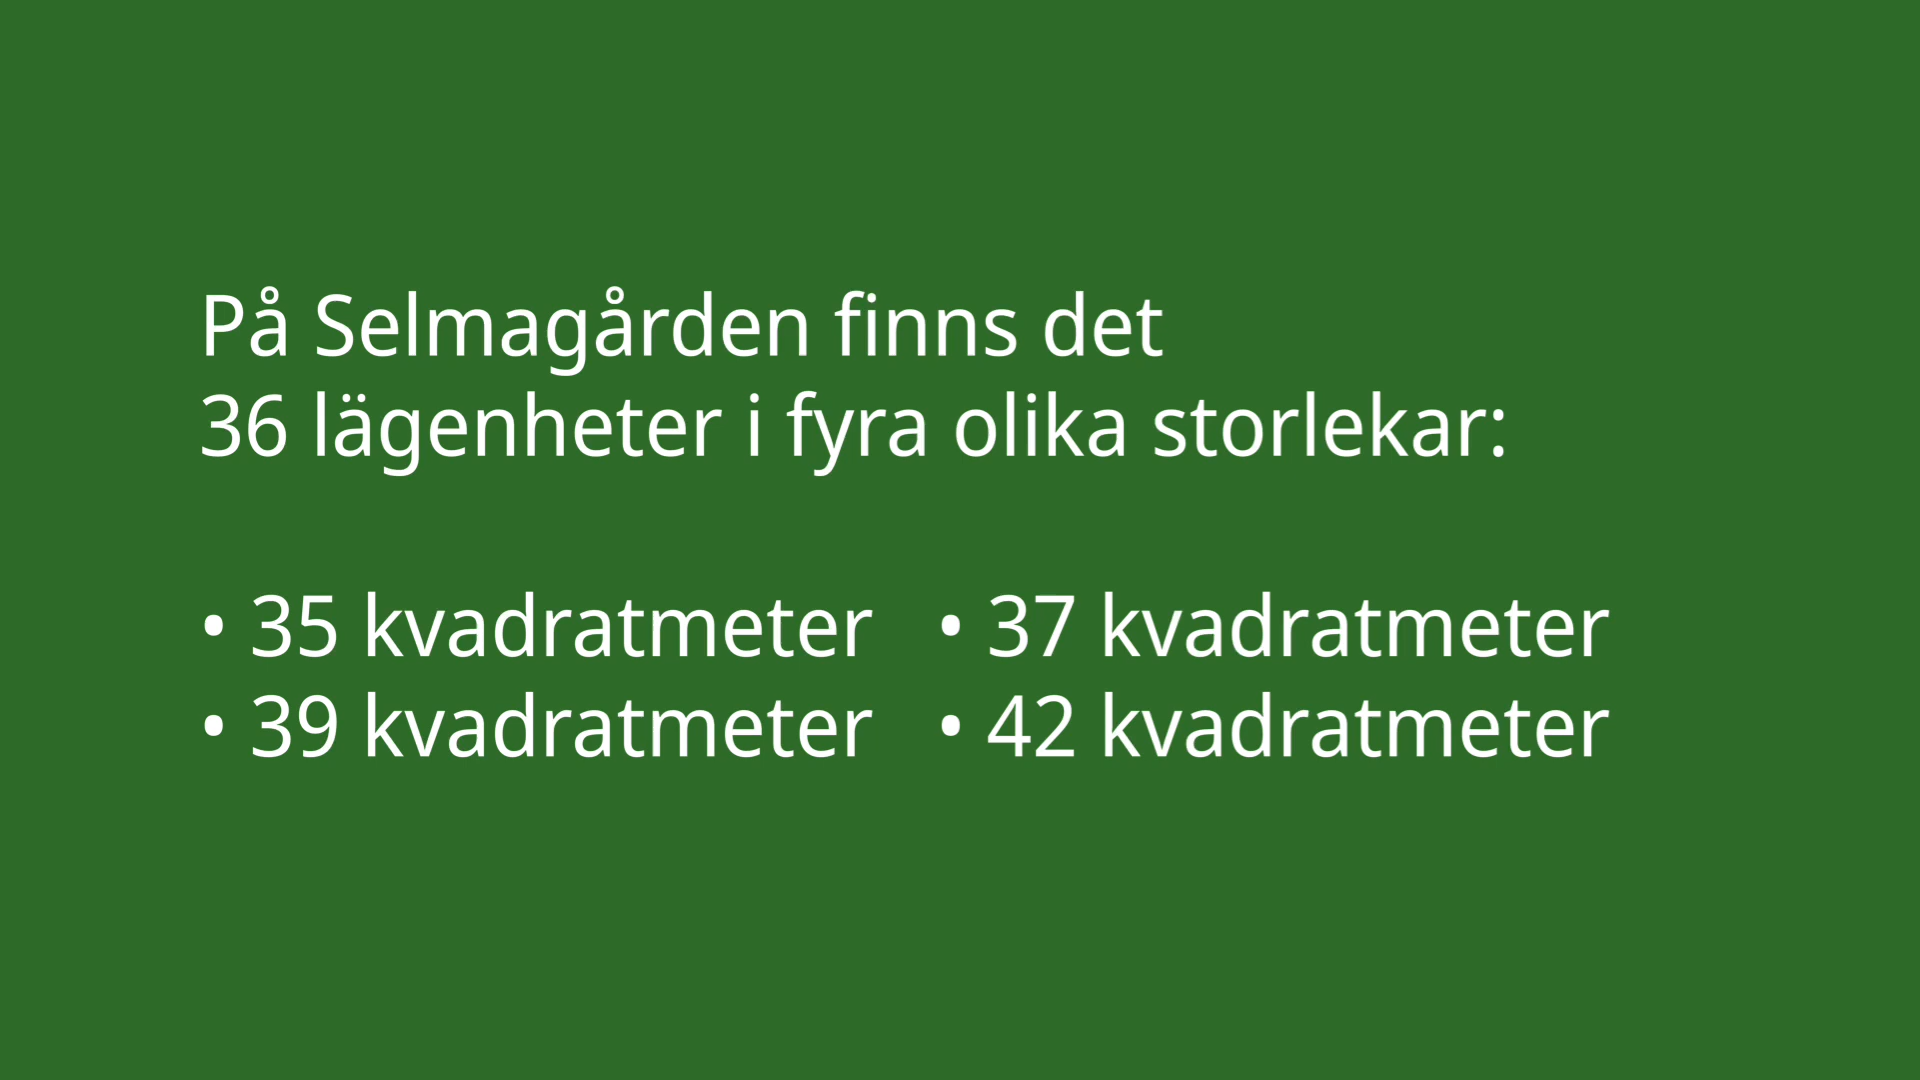 På Selmagården finns det
36 lägenheter i fyra olika storlekar:
• 35 kvadratmeter • 37 kvadratmeter
• 39 kvadratmeter • 42 kvadratmeter